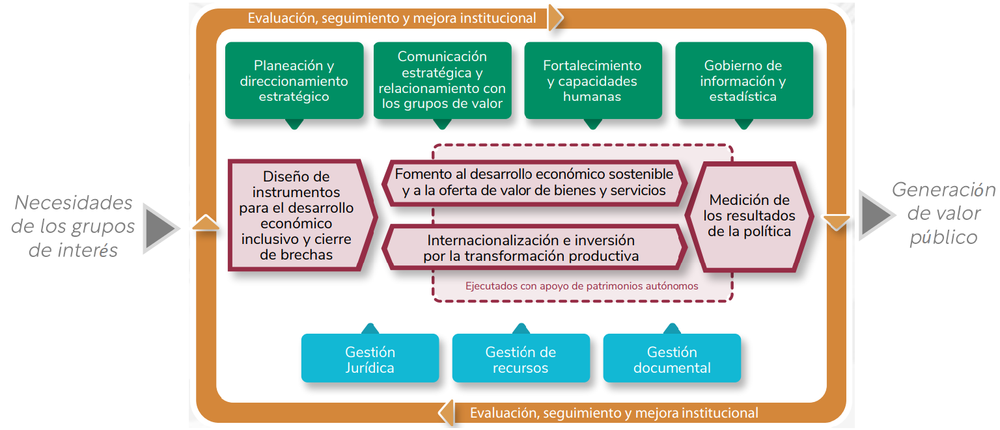 Evaluación, seguimiento y mejora institucional
Planeación y
direccionamiento
estratégico
Comunicación
estratégica y
relacionamiento con
los grupos de valor
Fortalecimiento
y capacidades
humanas
Gobierno de
información y
estadística
Necesidades
de los grupos
de interés
Diseño de
instrumentos
para el desarrollo
económico
inclusivo y cierre
de brechas
Fomento al desarrollo económico sostenible
y a la oferta de valor de bienes y servicios
Internacionalización e inversión
por la transformación productiva
Ejecutados con apoyo de patrimonios autónomos
Medición de
los resultados
de la política
Generación
de valor
público
Gestión
Jurídica
Gestión de
recursos
Gestión
documental
Evaluación, seguimiento y mejora institucional